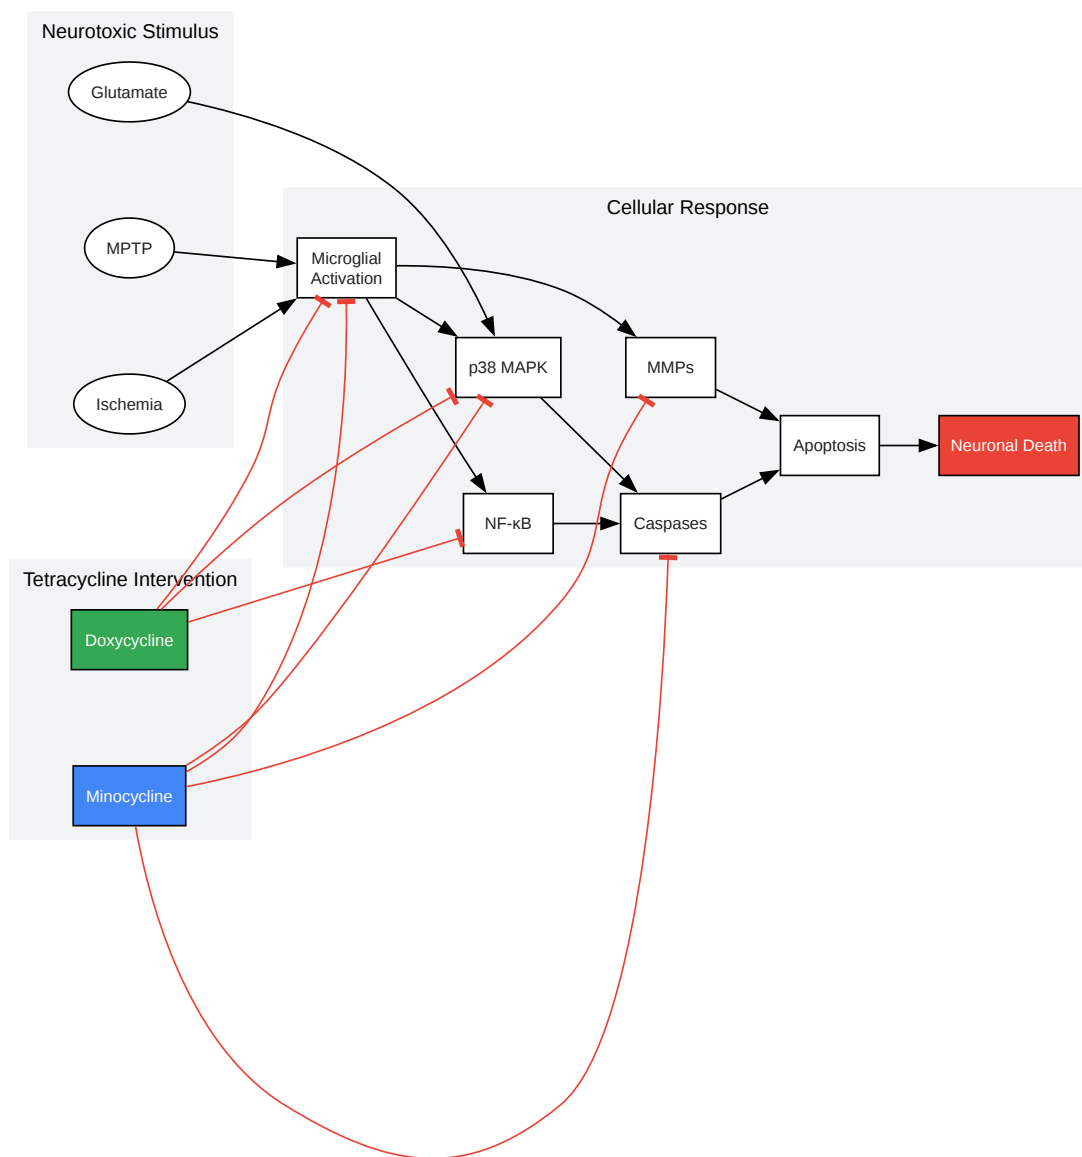 Neurotoxic Stimulus
Glutamate
MPTP
Ischemia
Cellular Response
Microglial
Activation
p38 MAPK
MMPs
NF-κB
Caspases
Apoptosis
Neuronal Death
Tetracycline Intervention
Doxycycline
Minocycline